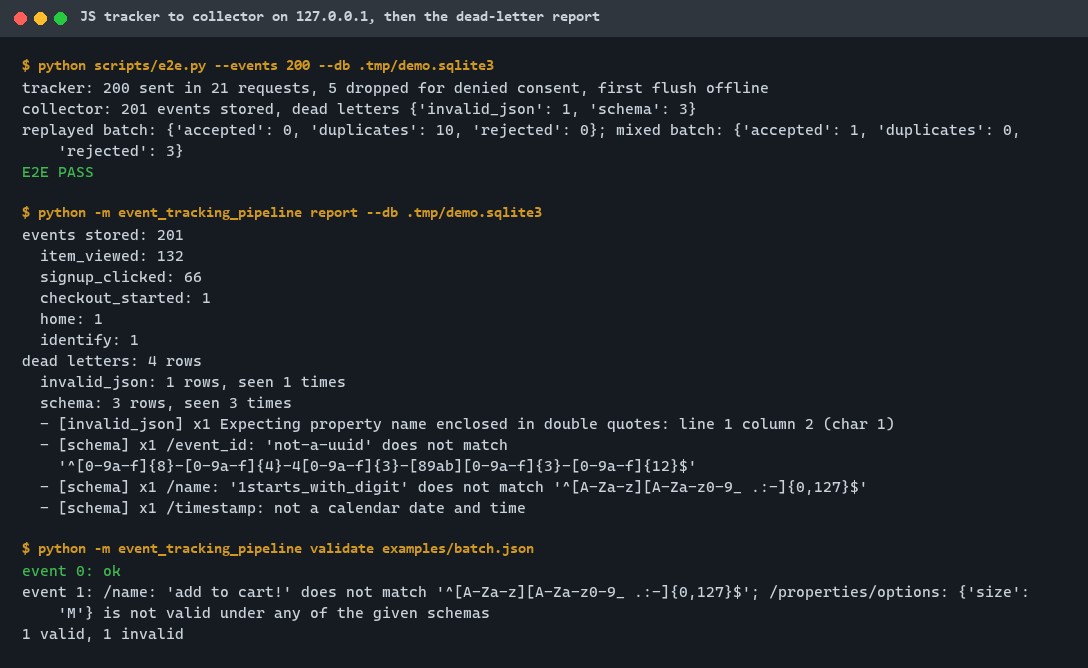 JS tracker to collector on 127.0.0.1, then the dead-letter report
$ python scripts/e2e.py --events 200 --db .tmp/demo.sqlite3
tracker: 200 sent in 21 requests, 5 dropped for denied consent, first flush offline
collector: 201 events stored, dead letters {'invalid_json': 1, 'schema': 3}
replayed batch: {'accepted': 0, 'duplicates': 10, 'rejected': 0}; mixed batch: {'accepted': 1, 'duplicates': 0,
'rejected': 3}
E2E PASS
$ python -m event_tracking_pipeline report --db .tmp/demo.sqlite3
events stored: 201
item_viewed: 132
signup_clicked: 66
checkout_started: 1
home: 1
identify: 1
dead letters: 4 rows
invalid_json: 1 rows, seen 1 times
schema: 3 rows, seen 3 times
- [invalid_json] x1 Expecting property name enclosed in double quotes: line 1 column 2 (char 1)
- [schema] x1 /event_id: 'not-a-uuid' does not match
'^[0-9a-f]{8}-[0-9a-f]{4}-4[0-9a-f]{3}-[89ab][0-9a-f]{3}-[0-9a-f]{12}$'
- [schema] x1 /name: '1starts_with_digit' does not match '^[A-Za-z][A-Za-z0-9_ .:-]{0,127}$'
- [schema] x1 /timestamp: not a calendar date and time
$ python -m event_tracking_pipeline validate examples/batch.json
event 0: ok
event 1: /name: 'add to cart!' does not match '^[A-Za-z][A-Za-z0-9_ .:-]{0,127}$'; /properties/options: {'size':
'M'} is not valid under any of the given schemas
1 valid, 1 invalid